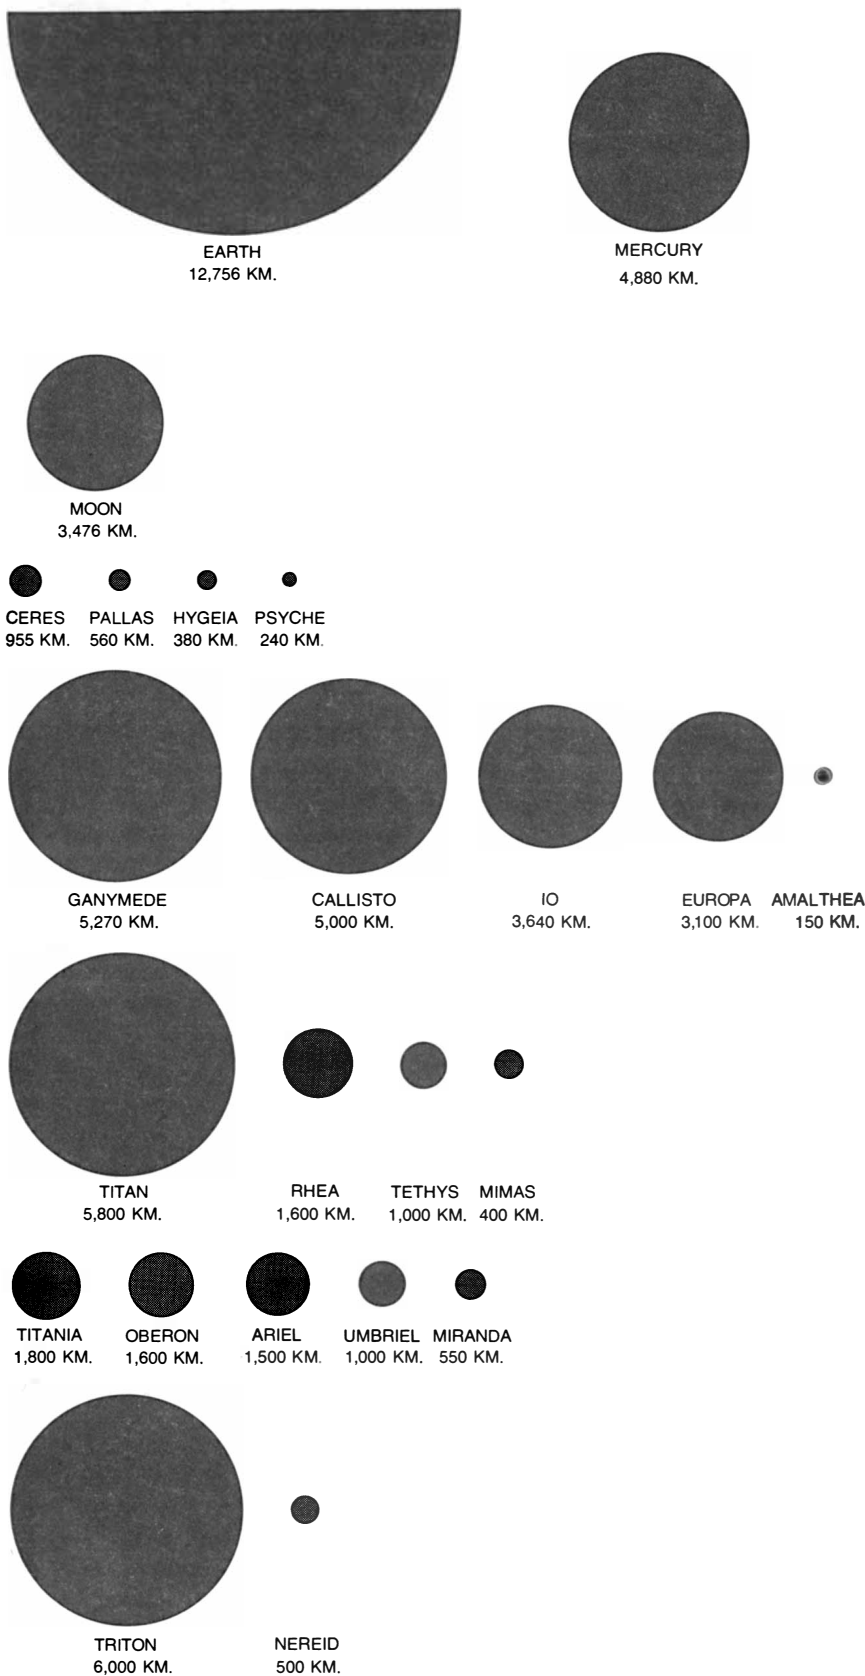 EARTH
12,756 KM.
MERCURY
4,880 KM.
MOON
3,476 KM.
CERES
955 KM.
PALLAS
560 KM.
HYGEIA
380 KM.
PSYCHE
240 KM.
GANYMEDE
5,270 KM.
CALLISTO
5,000 KM.
IO
3,640 KM.
EUROPA
3,100 KM.
AMALTHEA
150 KM.
TITAN
5,800 KM.
RHEA
1,600 KM.
TETHYS
1,000 KM.
MIMAS
400 KM.
TITANIA
1,800 KM.
OBERON
1,600 KM.
ARIEL
1,500 KM.
UMBRIEL
1,000 KM.
MIRANDA
550 KM.
TRITON
6,000 KM.
NEREID
500 KM.